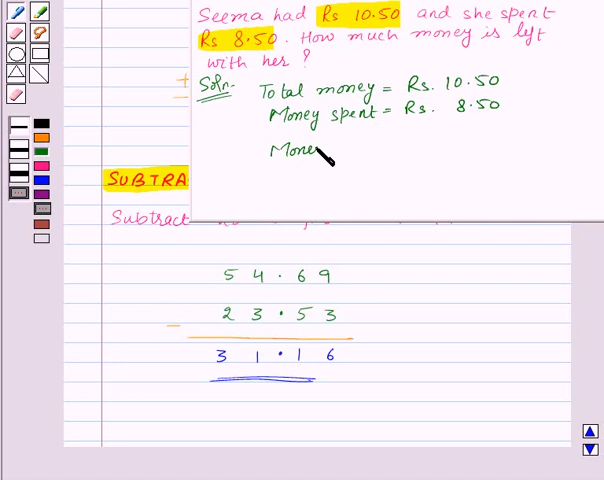 Seema had Rs 10.50 and she spent
Rs 8.50. How much money is left
with her ?
Soln. Total money = Rs. 10.50
Money spent = Rs. 8.50
Mone
SUBTRA
Subtract
5 4 . 6 9
- 2 3 . 5 3
3 1 . 1 6